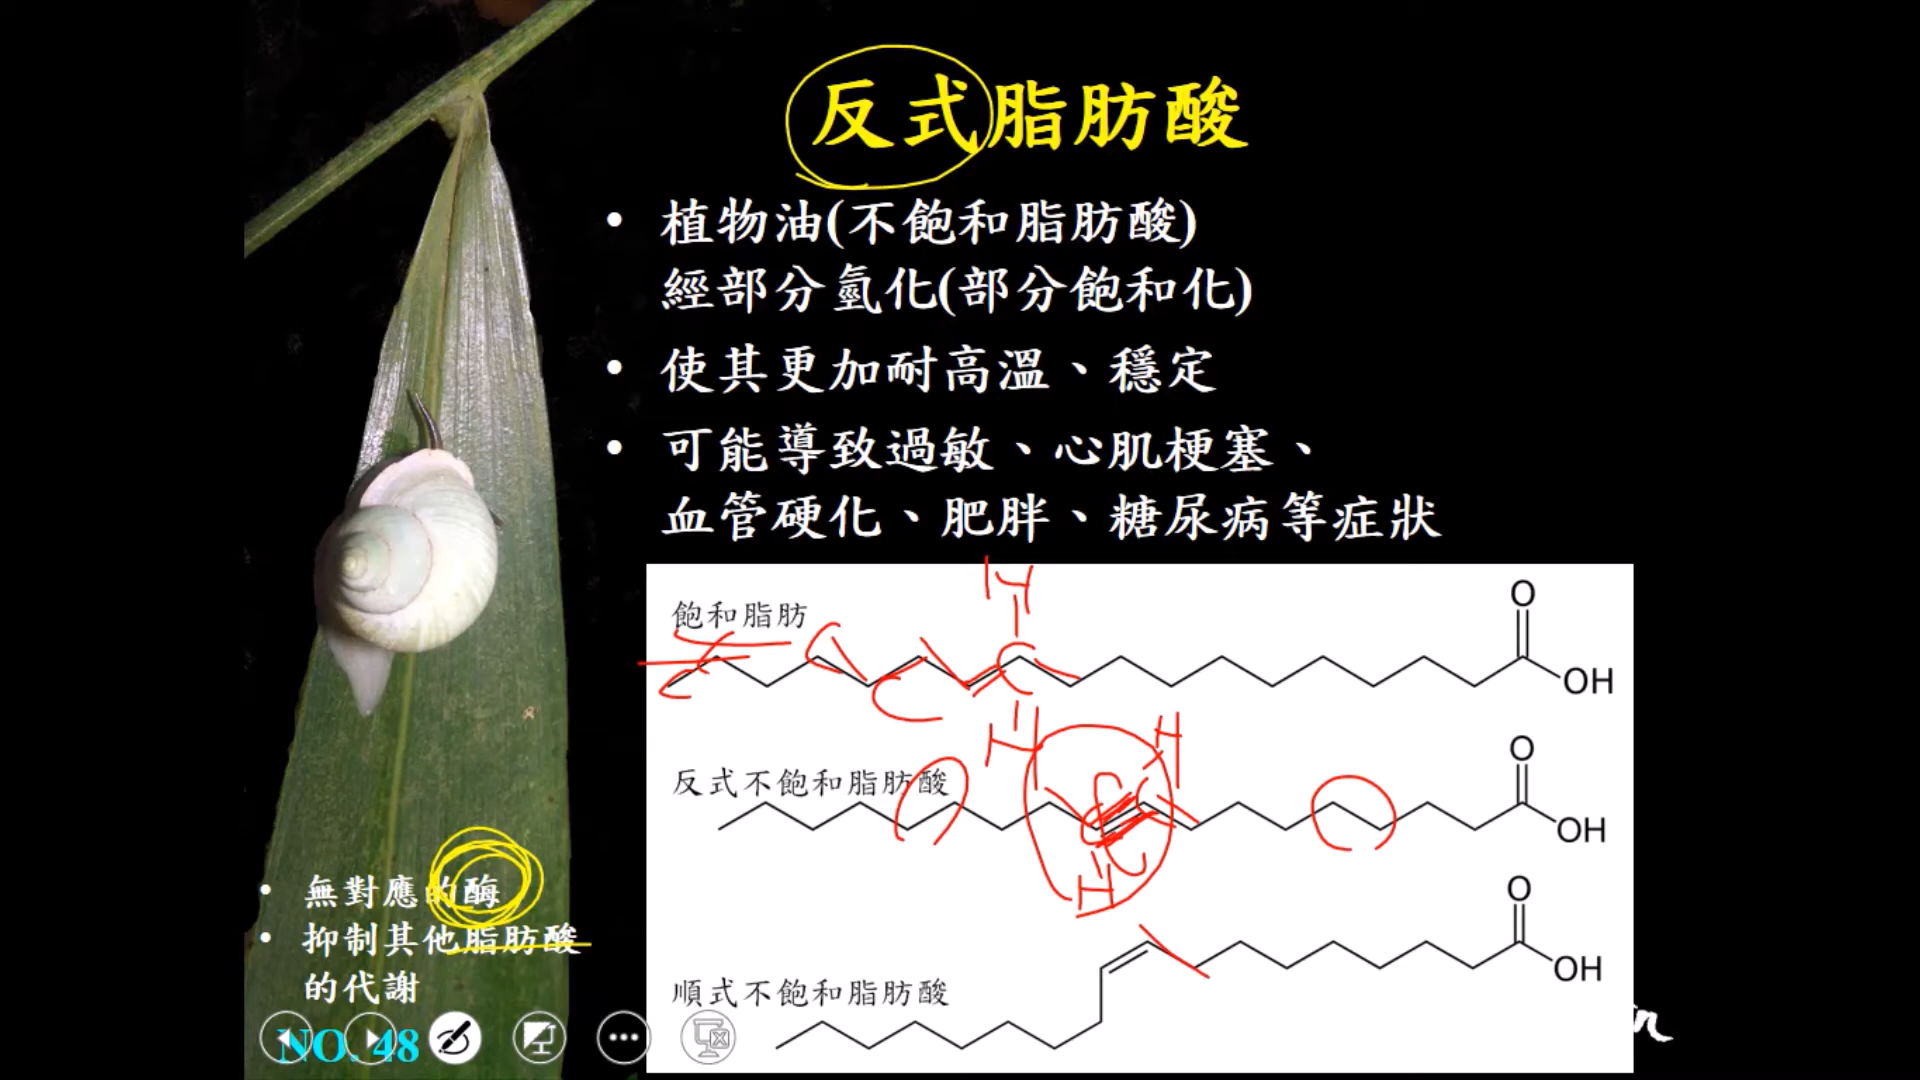 反式脂肪酸
• 植物油(不飽和脂肪酸)
經部分氫化(部分飽和化)
• 使其更加耐高溫、穩定
• 可能導致過敏、心肌梗塞、
血管硬化、肥胖、糖尿病等症狀
• 無對應的酶
• 抑制其他脂肪酸
的代謝
NO. 48
飽和脂肪
H
C
C
C
C
H
O
OH
反式不飽和脂肪酸
H
H
C
C
H
O
OH
順式不飽和脂肪酸
O
OH